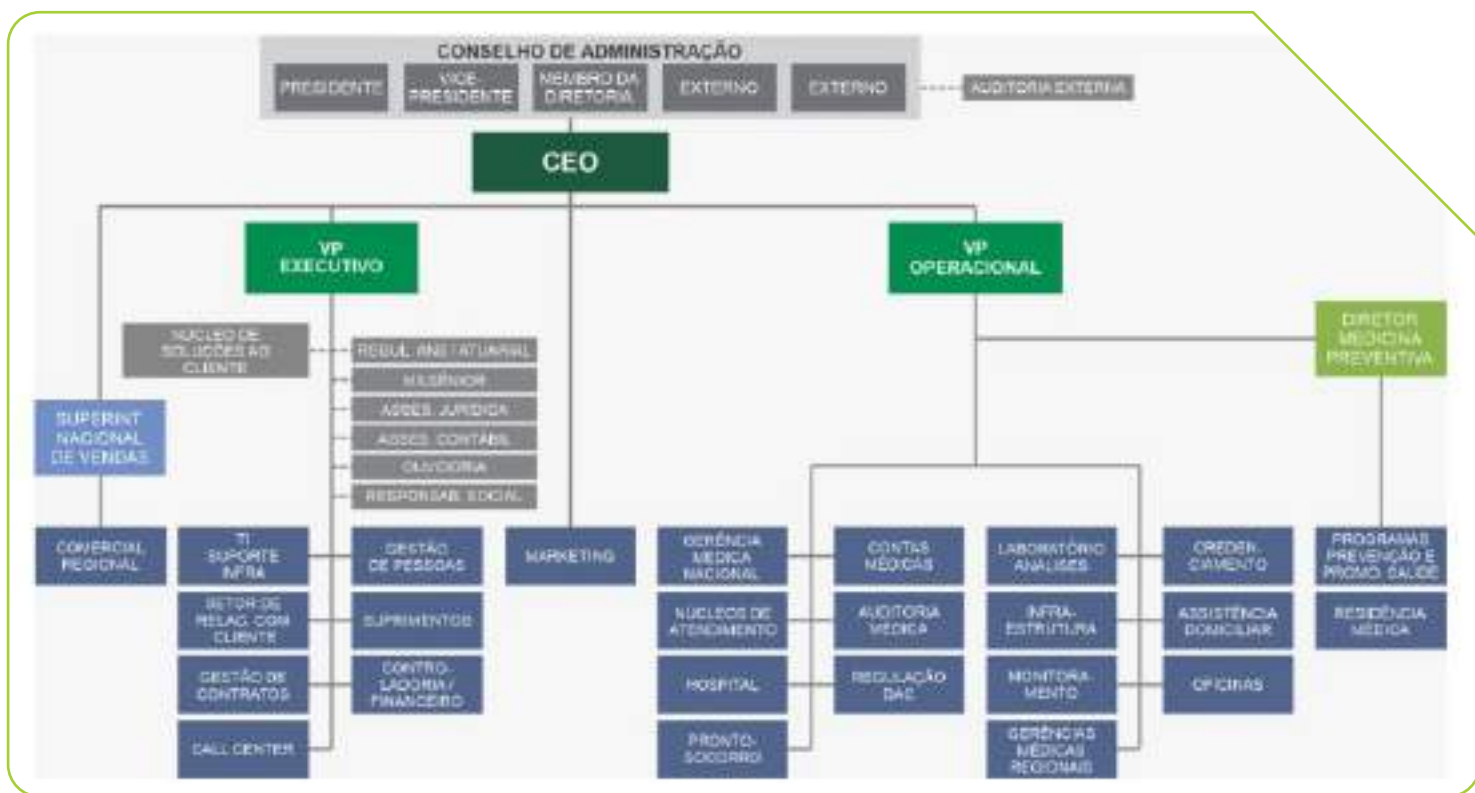 CONSELHO DE ADMINISTRAÇÃO
PRESIDENTE
VICE-
PRESIDENTE
MEMBRO DA
DIRETORIA
EXTERNO
EXTERNO
AUDITORIA EXTERNA
CEO
VP
EXECUTIVO
VP
OPERACIONAL
NÚCLEO DE
SOLUÇÕES AO
CLIENTE
REGUL. ANS / ATUARIAL
ASSES. JURÍDICA
ASSES. CONTÁBIL
OUVIDORIA
RESPONSAB. SOCIAL
DIRETOR
MEDICINA
PREVENTIVA
SUPERINT
NACIONAL
DE VENDAS
COMERCIAL
REGIONAL
TI
SUPORTE
INFRA
GESTÃO
DE PESSOAS
MARKETING
GERÊNCIA
MÉDICA
NACIONAL
CONTAS
MÉDICAS
LABORATÓRIO
ANÁLISES
CREDEN-
CIAMENTO
PROGRAMAS
PREVENÇÃO E
PROMO. SAÚDE
SETOR DE
RELAC. COM
CLIENTE
SUPRIMENTOS
NÚCLEOS DE
ATENDIMENTO
AUDITORIA
MÉDICA
INFRA-
ESTRUTURA
ASSISTÊNCIA
DOMICILIAR
RESIDÊNCIA
MÉDICA
GESTÃO DE
CONTRATOS
CONTRO-
LADORIA /
FINANCEIRO
HOSPITAL
REGULAÇÃO
MONITORA-
MENTO
OFICINAS
CALL CENTER
PRONTO-
GERÊNCIAS
MÉDICAS
REGIONAIS